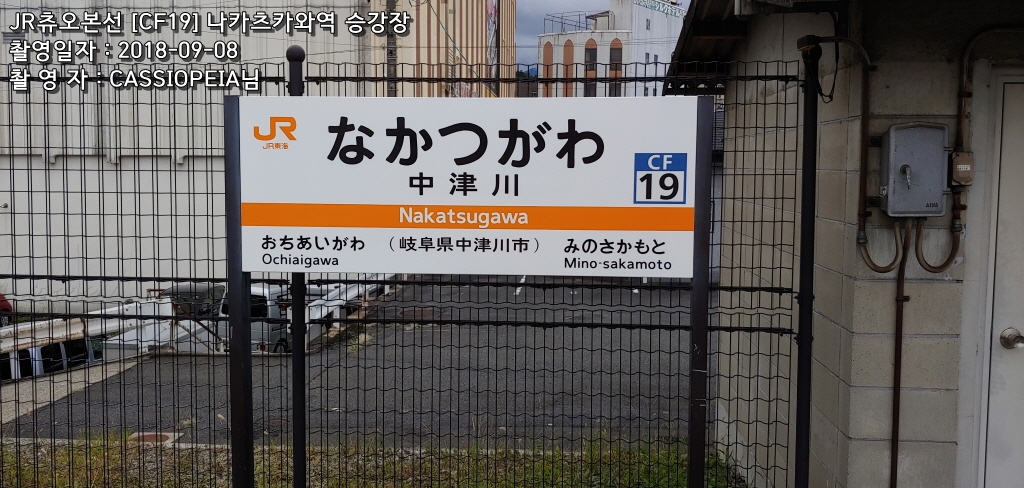 JR츄오본선 [CF19] 나카츠카와역 승강장
촬영일자 : 2018-09-08
촬 영 자 : CASSIOPEIA님
JR
JR東海
なかつがわ
中津川
CF
19
Nakatsugawa
おちあいがわ (岐阜県中津川市) みのさかもと
Ochiaigawa Mino-sakamoto